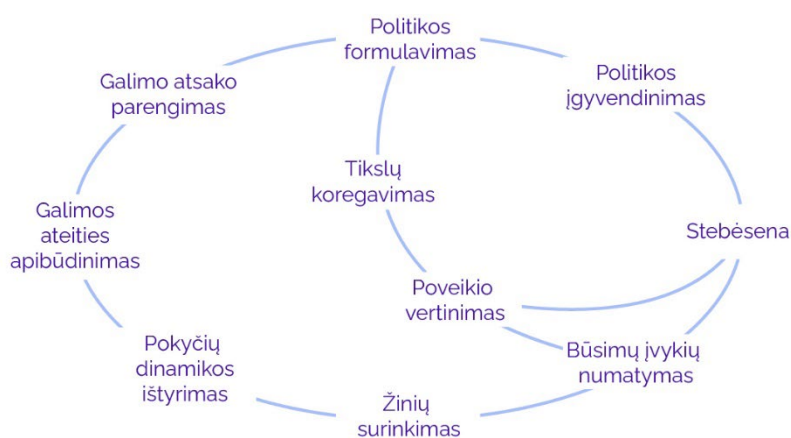 Politikos
formulavimas
Politikos
įgyvendinimas
Stebėsena
Būsimų įvykių
numatymas
Žinių
surinkimas
Pokyčių
dinamikos
ištyrimas
Galimos
ateities
apibūdinimas
Galimo atsako
parengimas
Tikslų
koregavimas
Poveikio
vertinimas